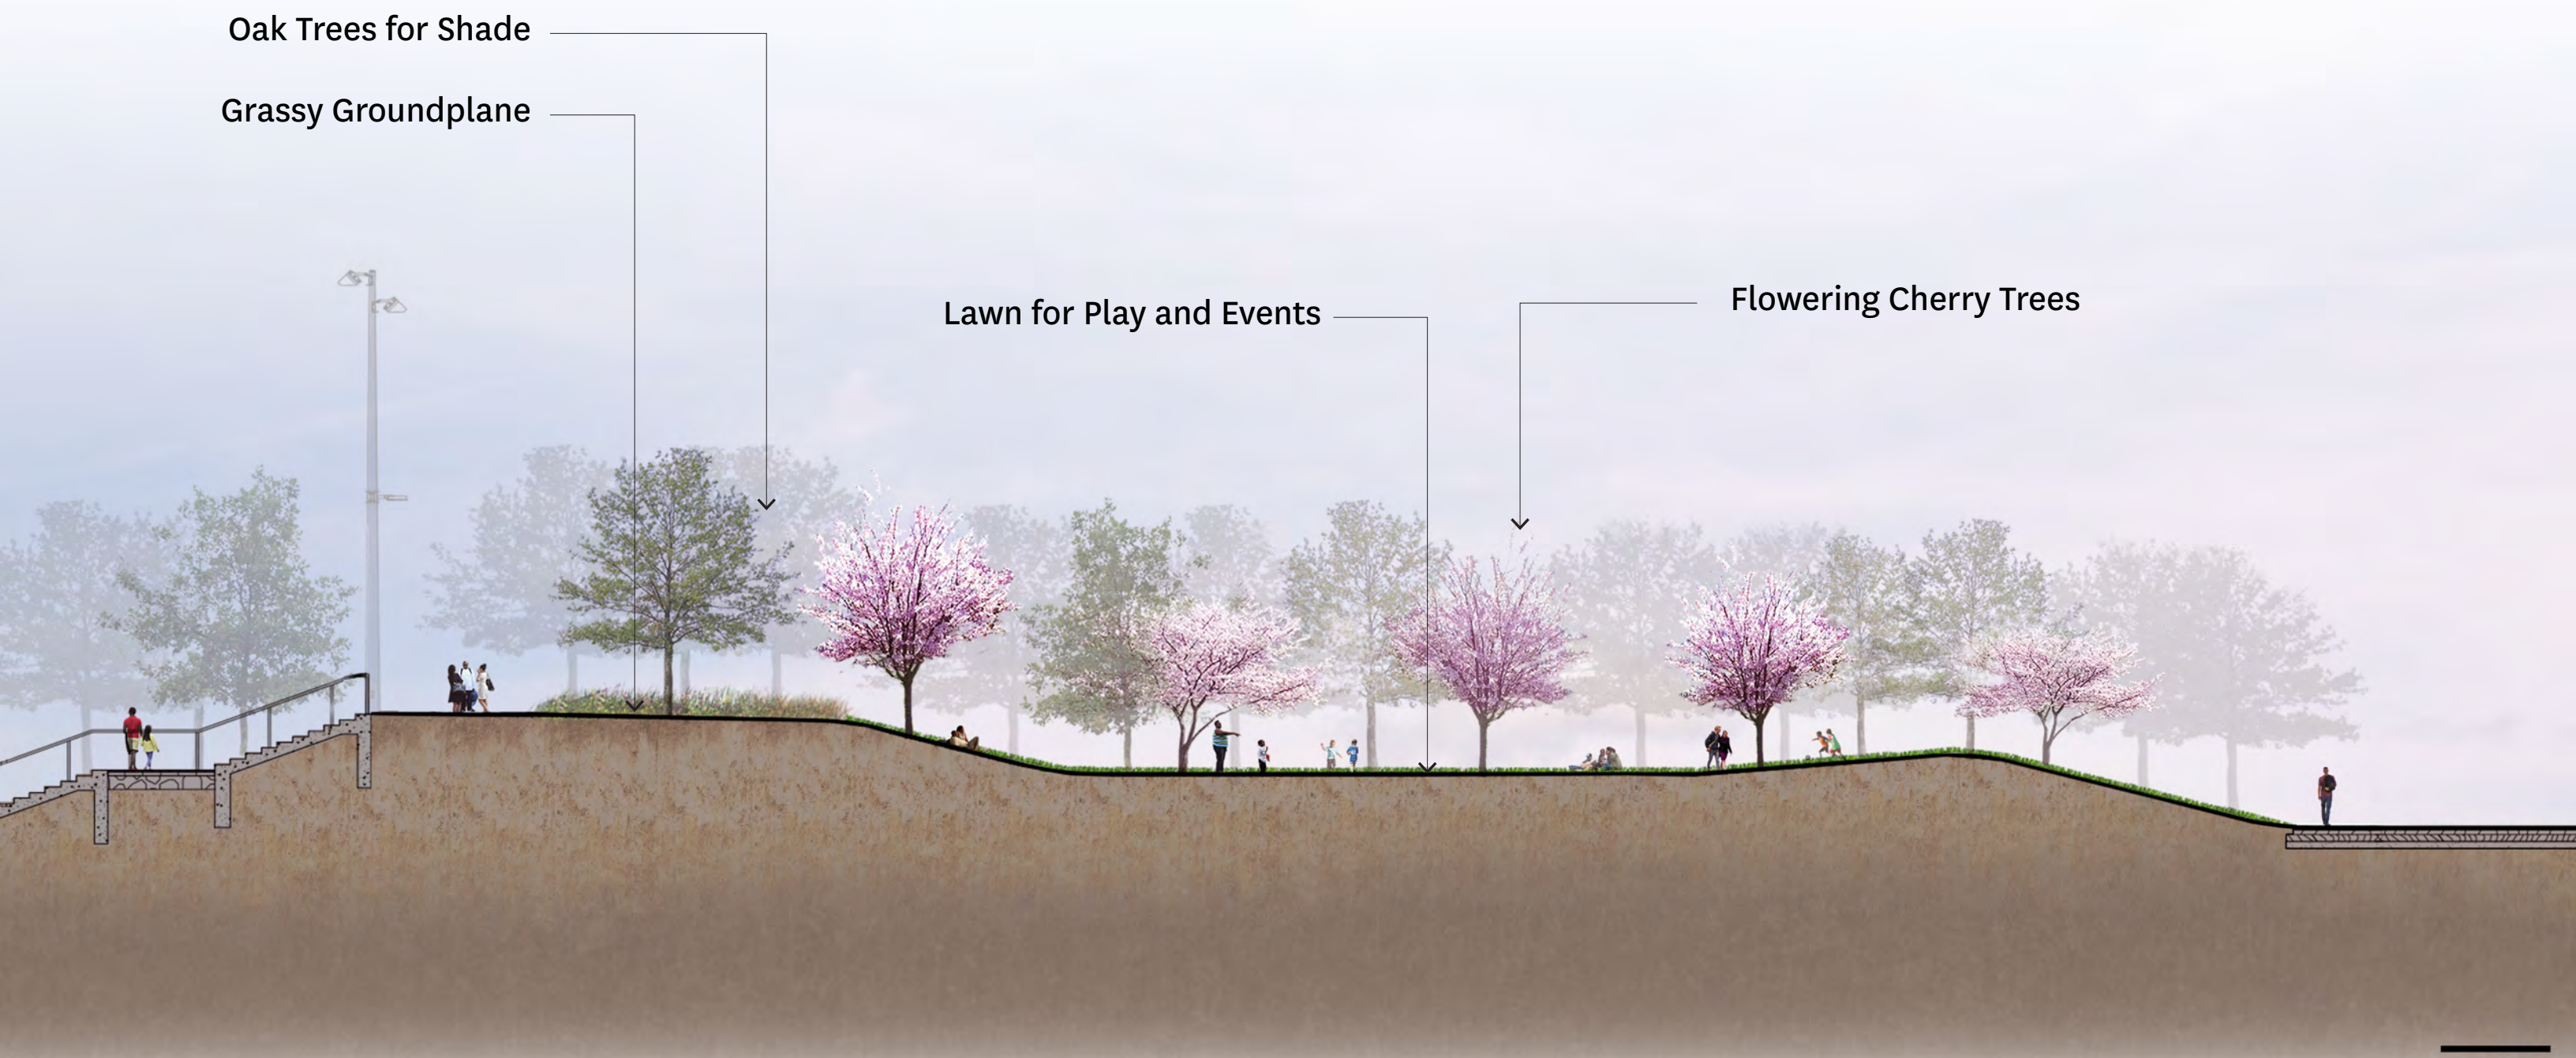 Oak Trees for Shade
Grassy Groundplane
Lawn for Play and Events
Flowering Cherry Trees